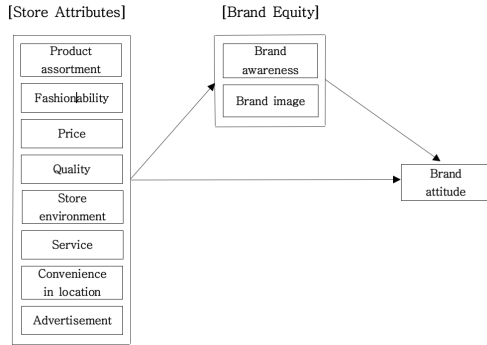 [Store Attributes]
[Brand Equity]
Product
assortment
Fashionability
Price
Quality
Store
environment
Service
Convenience
in location
Advertisement
Brand
awareness
Brand image
Brand
attitude